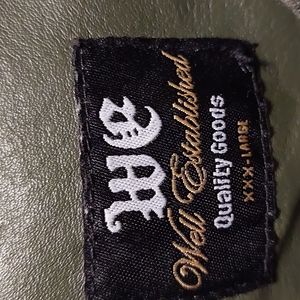 WE
Well Established
Quality Goods
XXX-LARGE